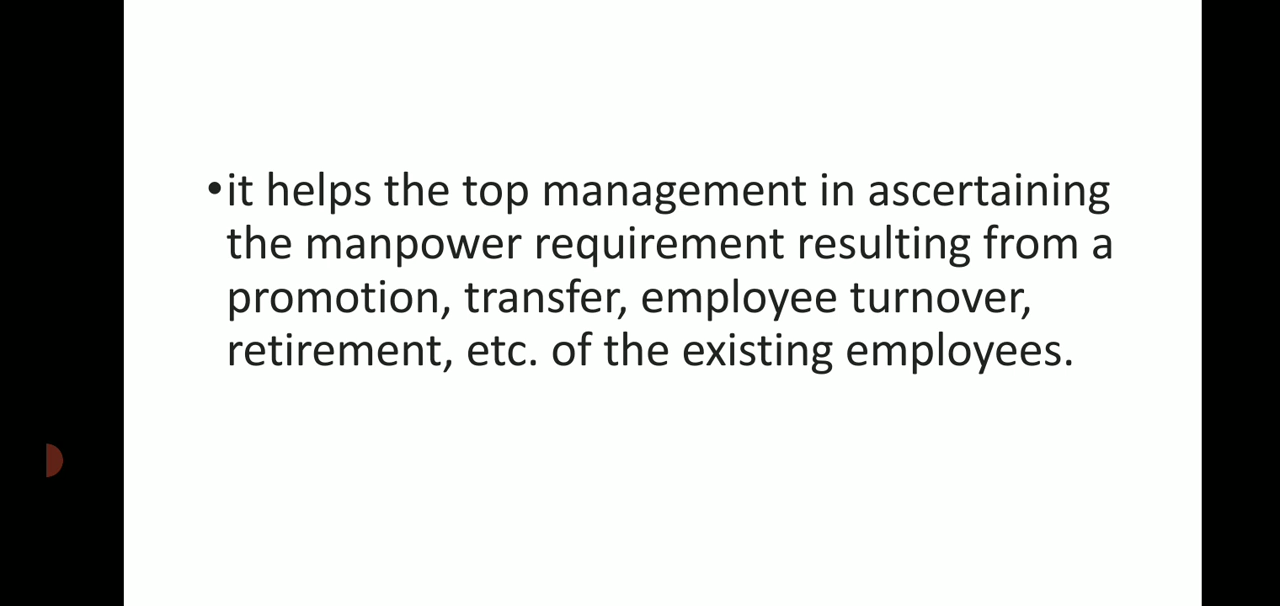 •it helps the top management in ascertaining
the manpower requirement resulting from a
promotion, transfer, employee turnover,
retirement, etc. of the existing employees.